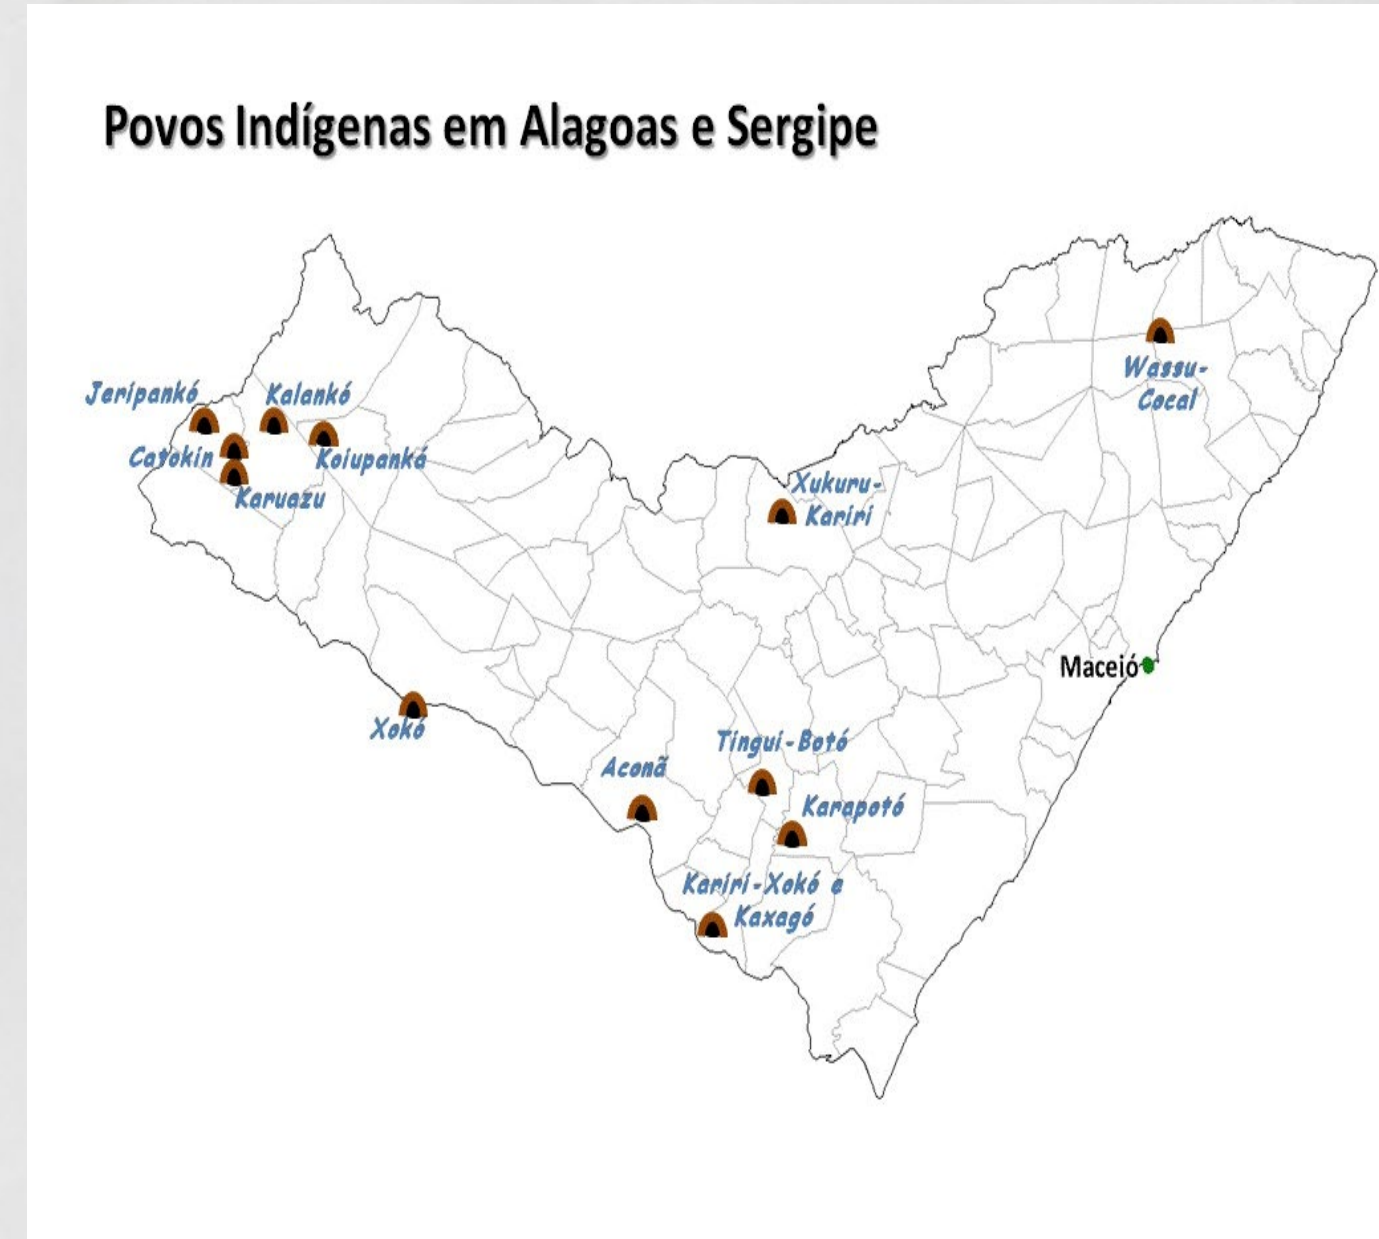 Povos Indígenas em Alagoas e Sergipe
Jeripankó
Kalankó
Catokin
Koiupanká
Karuazu
Wassu-
Cocal
Xukuru-
Kariri
Maceió
Xokó
Tingui-Botó
Aconã
Karapotó
Kariri-Xokó e
Kaxagó